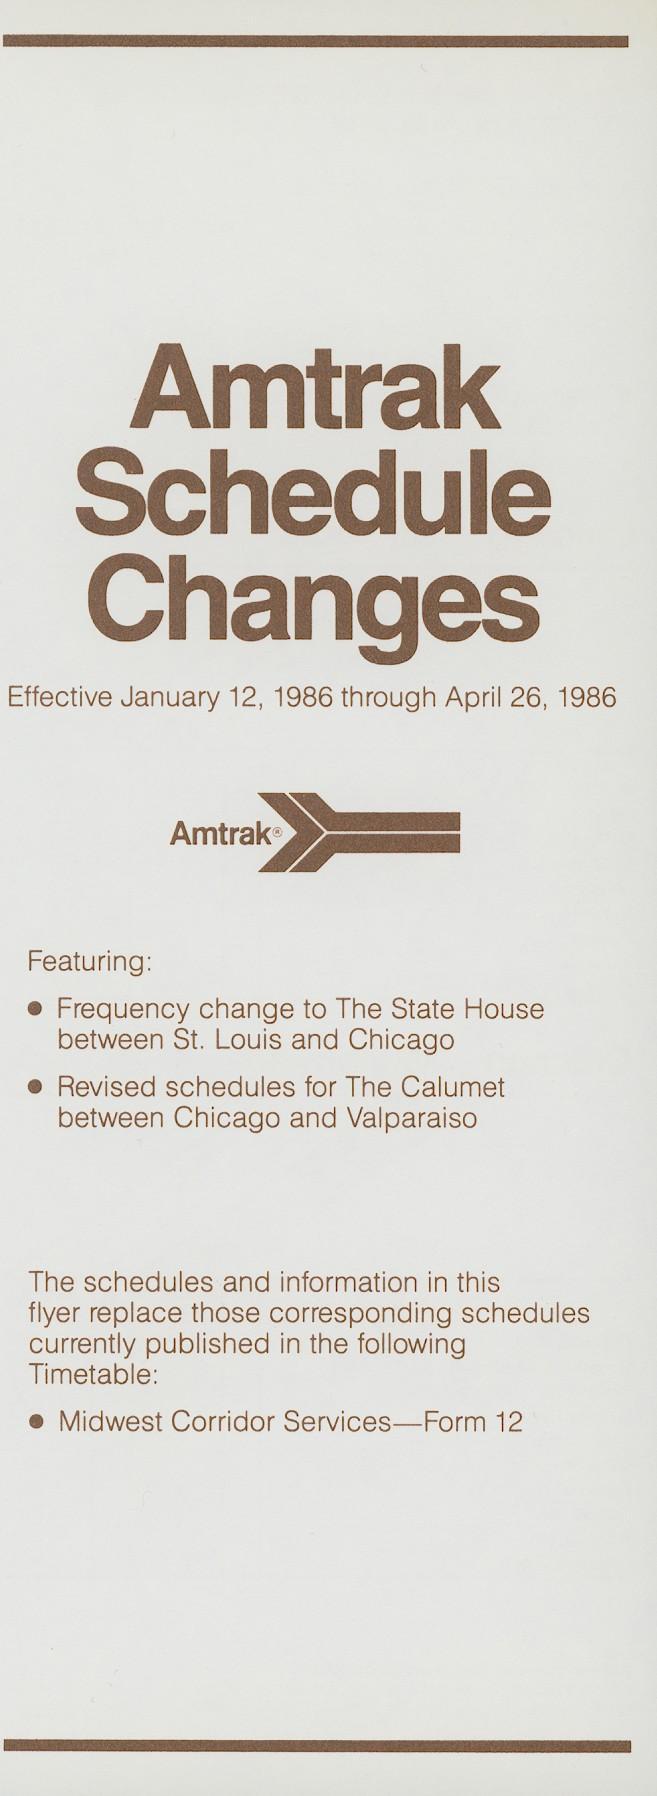 Amtrak
Schedule
Changes
Effective January 12, 1986 through April 26, 1986
Amtrak®
Featuring:
● Frequency change to The State House
between St. Louis and Chicago
● Revised schedules for The Calumet
between Chicago and Valparaiso
The schedules and information in this
flyer replace those corresponding schedules
currently published in the following
Timetable:
● Midwest Corridor Services—Form 12